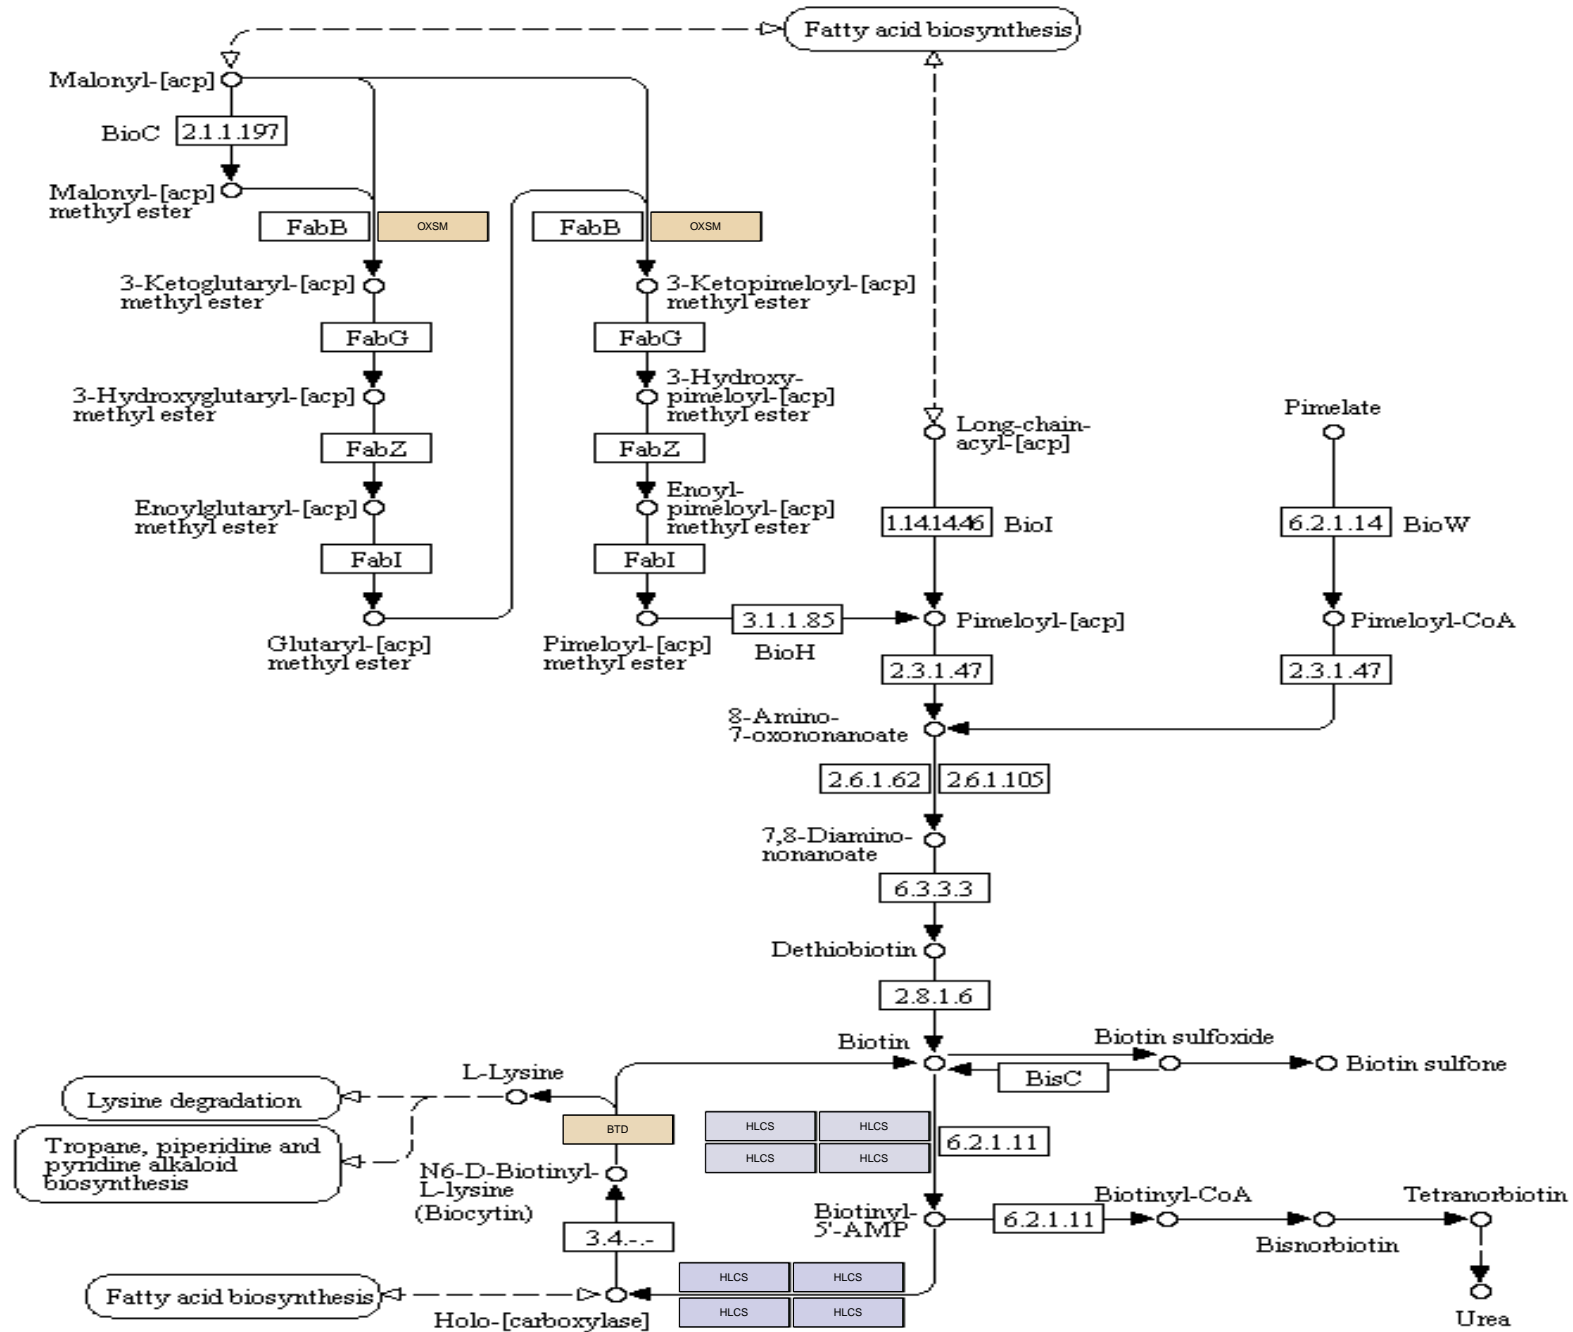 Fatty acid biosynthesis
Malonyl-[acp]
BioC
2.1.1.197
Malonyl-[acp]
methyl ester
FabB
OXSM
FabB
OXSM
3-Ketoglutaryl-[acp]
methyl ester
3-Ketopimeloyl-[acp]
methyl ester
FabG
FabG
3-Hydroxyglutaryl-[acp]
methyl ester
3-Hydroxy-
pimeloyl-[acp]
methyl ester
Long-chain-
acyl-[acp]
Pimelate
FabZ
FabZ
Enoylglutaryl-[acp]
methyl ester
Enoyl-
pimeloyl-[acp]
methyl ester
1.14.14.46
BioI
6.2.1.14
BioW
FabI
FabI
Glutaryl-[acp]
methyl ester
Pimeloyl-[acp]
methyl ester
3.1.1.85
BioH
Pimeloyl-[acp]
Pimeloyl-CoA
2.3.1.47
2.3.1.47
8-Amino-
7-oxononanoate
2.6.1.62
2.6.1.105
7,8-Diamino-
nonanoate
6.3.3.3
Dethiobiotin
2.8.1.6
Biotin
Biotin sulfoxide
Biotin sulfone
BisC
L-Lysine
Lysine degradation
Tropane, piperidine and
pyridine alkaloid
biosynthesis
BTD
HLCS
HLCS
HLCS
HLCS
6.2.1.11
N6-D-Biotinyl-
L-lysine
(Biocytin)
Biotinyl-
5'-AMP
6.2.1.11
Biotinyl-CoA
Bisnorbiotin
Tetranorbiotin
3.4.-.-
HLCS
HLCS
HLCS
HLCS
Fatty acid biosynthesis
Holo-[carboxylase]
Urea